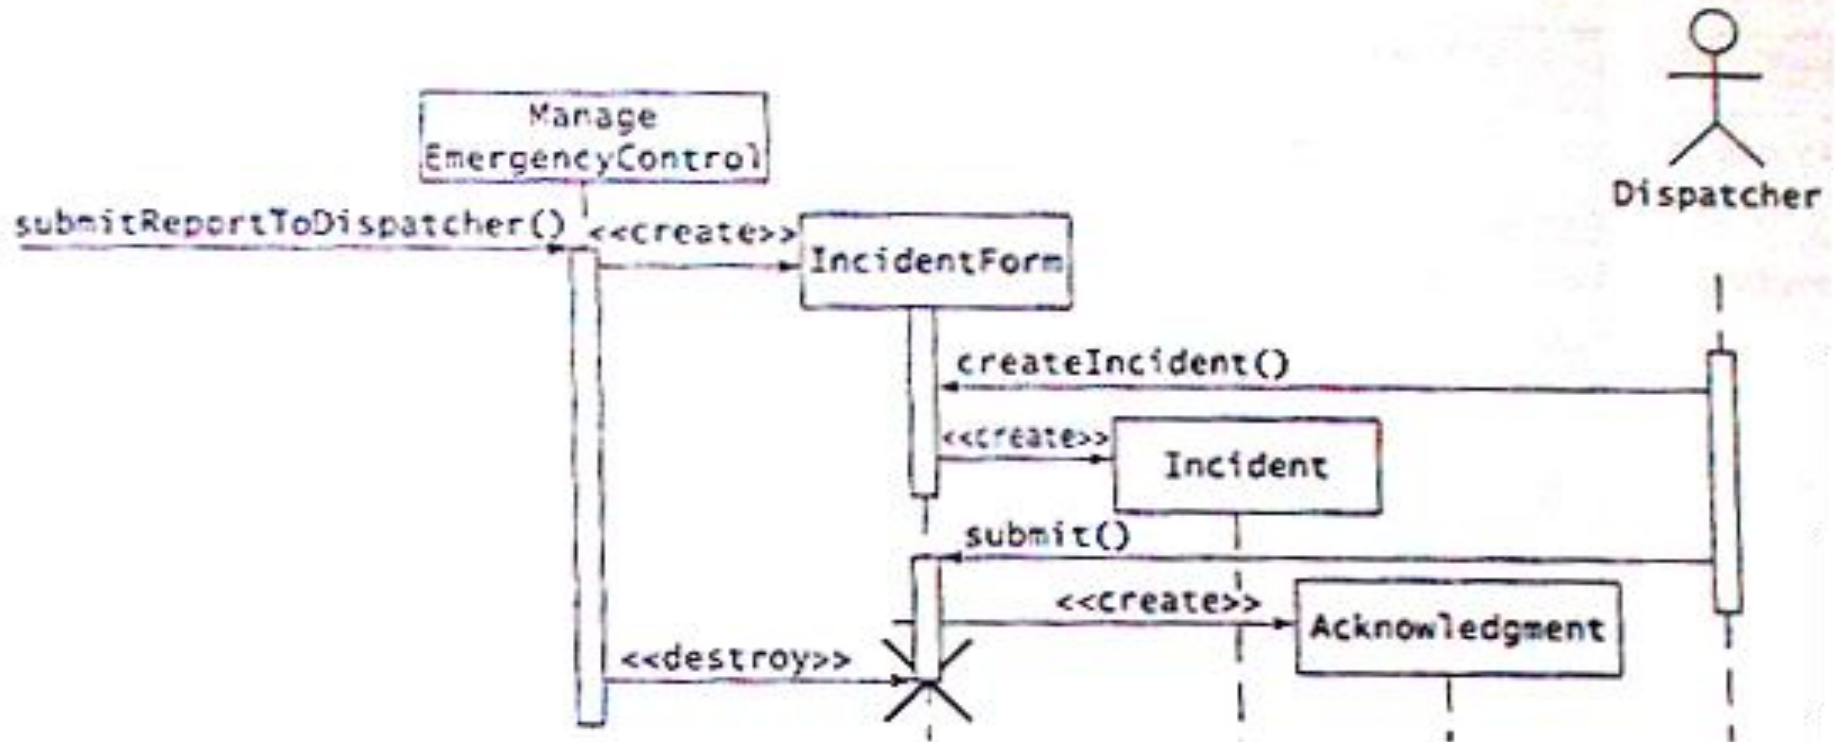 Manage
EmergencyControl
Dispatcher
submitReportToDispatcher()
<<create>>
IncidentForm
createIncident()
<<create>>
Incident
submit()
<<create>>
Acknowledgment
<<destroy>>